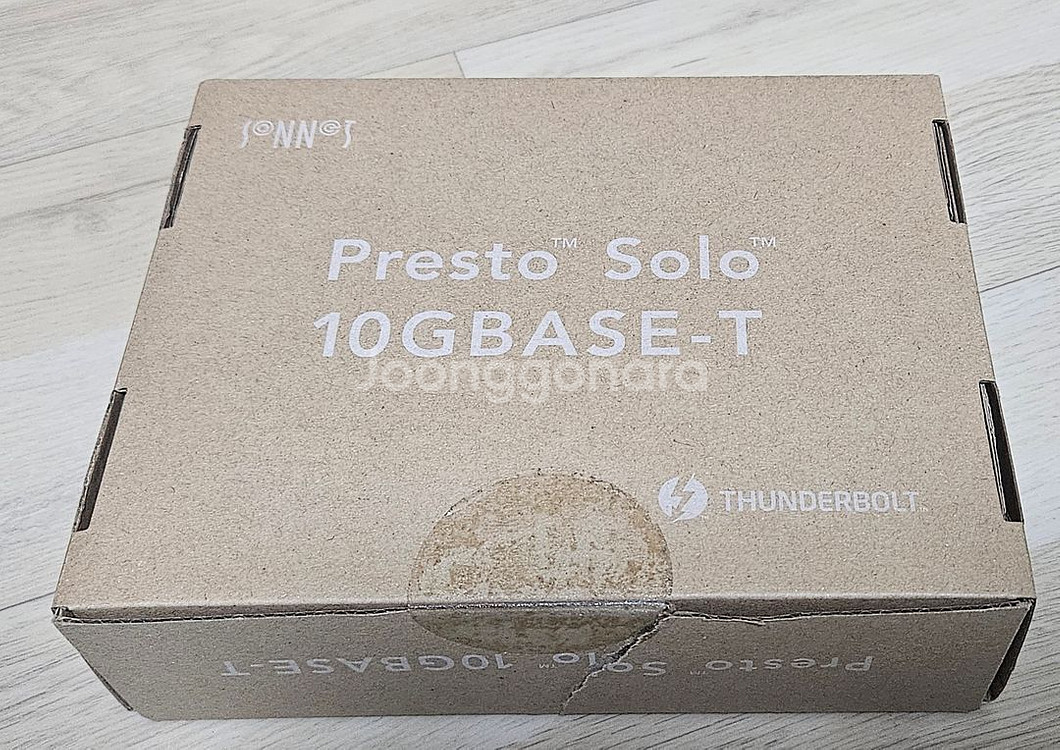 SONNET
Presto™ Solo™
10GBASE-T
Joonggonara
THUNDERBOLT™
Presto™ Solo™ 10GBASE-T